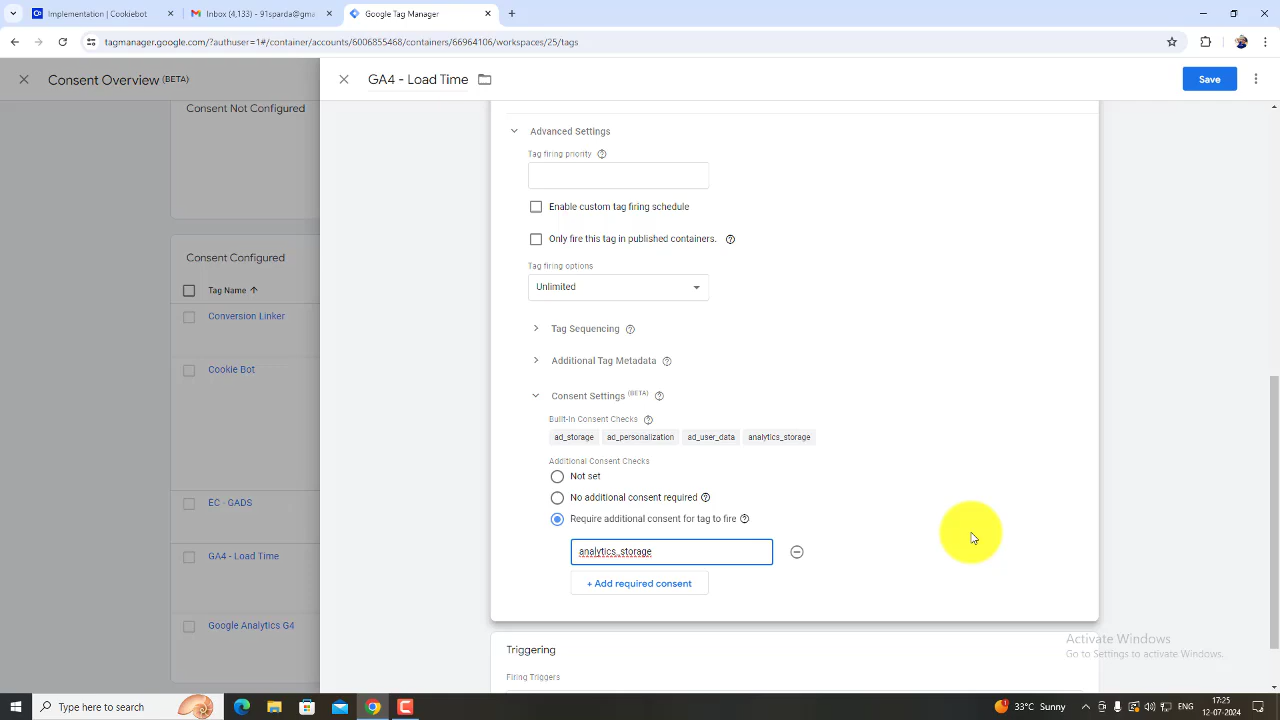 Implementation | Cookiebot
Inbox (4,133) - 91sparda@gma
Google Tag Manager
tagmanager.google.com/?authuser=1#/container/accounts/6006855468/containers/66964106/workspaces/25/tags
Consent Overview (BETA)
GA4 - Load Time
Save
Consent Not Configured
Advanced Settings
Tag firing priority
Enable custom tag firing schedule
Only fire this tag in published containers.
Consent Configured
Tag firing options
Tag Name
Unlimited
Conversion Linker
Tag Sequencing
Additional Tag Metadata
Cookie Bot
Consent Settings (BETA)
Built-In Consent Checks
ad_storage ad_personalization ad_user_data analytics_storage
Additional Consent Checks
Not set
No additional consent required
EC - GADS
Require additional consent for tag to fire
analytics_storage
GA4 - Load Time
+ Add required consent
Google Analytics G4
Triggering
Firing Triggers
Activate Windows
Go to Settings to activate Windows.
Type here to search
33°C Sunny
ENG
17:25
12-07-2024